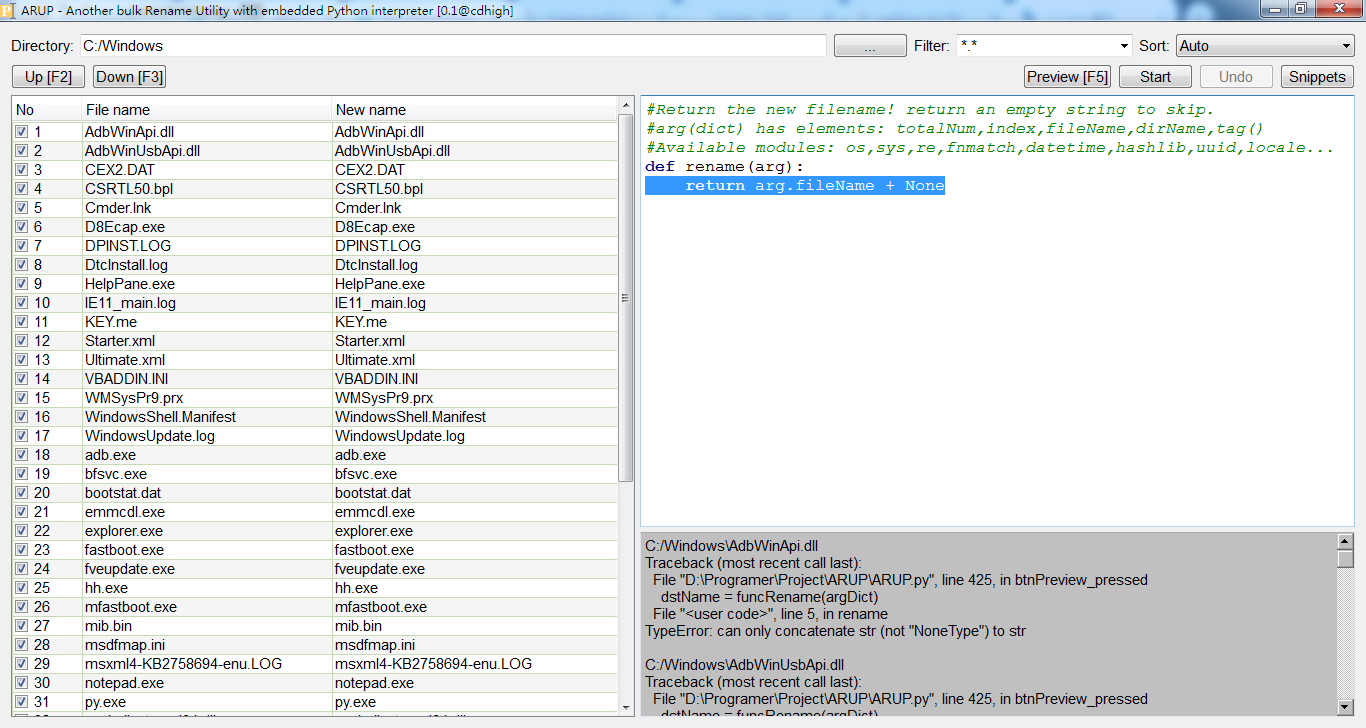 ARUP - Another bulk Rename Utility with embedded Python interpreter [0.1@cdhigh]
Directory: C:/Windows ... Filter: *.* Sort: Auto
Up [F2] Down [F3] Preview [F5] Start Undo Snippets
No File name New name
1 AdbWinApi.dll AdbWinApi.dll
2 AdbWinUsbApi.dll AdbWinUsbApi.dll
3 CEX2.DAT CEX2.DAT
4 CSRTL50.bpl CSRTL50.bpl
5 Cmder.lnk Cmder.lnk
6 D8Ecap.exe D8Ecap.exe
7 DPINST.LOG DPINST.LOG
8 DtcInstall.log DtcInstall.log
9 HelpPane.exe HelpPane.exe
10 IE11_main.log IE11_main.log
11 KEY.me KEY.me
12 Starter.xml Starter.xml
13 Ultimate.xml Ultimate.xml
14 VBADDIN.INI VBADDIN.INI
15 WMSysPr9.prx WMSysPr9.prx
16 WindowsShell.Manifest WindowsShell.Manifest
17 WindowsUpdate.log WindowsUpdate.log
18 adb.exe adb.exe
19 bfsvc.exe bfsvc.exe
20 bootstat.dat bootstat.dat
21 emmcdl.exe emmcdl.exe
22 explorer.exe explorer.exe
23 fastboot.exe fastboot.exe
24 fveupdate.exe fveupdate.exe
25 hh.exe hh.exe
26 mfastboot.exe mfastboot.exe
27 mib.bin mib.bin
28 msdfmap.ini msdfmap.ini
29 msxml4-KB2758694-enu.LOG msxml4-KB2758694-enu.LOG
30 notepad.exe notepad.exe
31 py.exe py.exe
#Return the new filename! return an empty string to skip.
#arg(dict) has elements: totalNum,index,fileName,dirName,tag()
#Available modules: os,sys,re,fnmatch,datetime,hashlib,uuid,locale...
def rename(arg):
    return arg.fileName + None
C:/Windows\AdbWinApi.dll
Traceback (most recent call last):
  File "D:\Programer\Project\ARUP\ARUP.py", line 425, in btnPreview_pressed
    dstName = funcRename(argDict)
  File "<user code>", line 5, in rename
TypeError: can only concatenate str (not "NoneType") to str
C:/Windows\AdbWinUsbApi.dll
Traceback (most recent call last):
  File "D:\Programer\Project\ARUP\ARUP.py", line 425, in btnPreview_pressed
    dstName = funcRename(argDict)